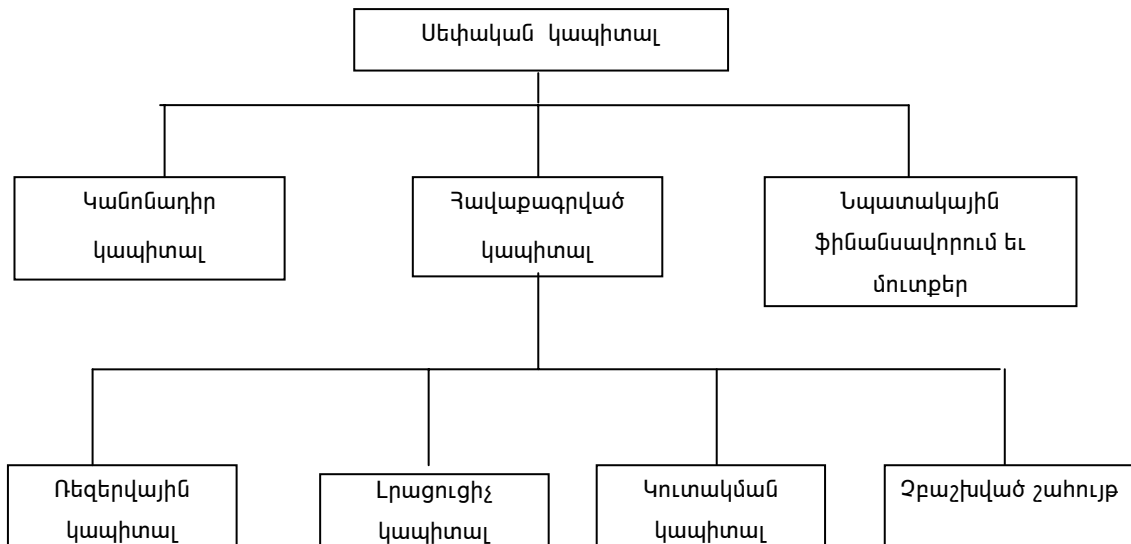 Սեփական կապիտալ
Կանոնադիր
կապիտալ
Հավաքագրված
կապիտալ
Նպատակային
ֆինանսավորում եւ
մուտքեր
Ռեզերվային
կապիտալ
Լրացուցիչ
կապիտալ
Կուտակման
կապիտալ
Չբաշխված շահույթ